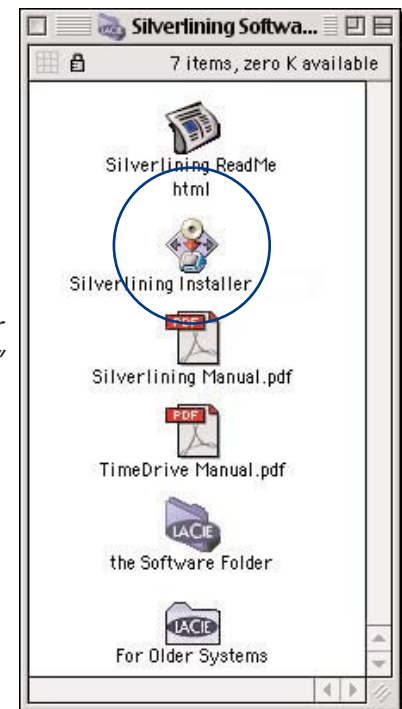 Silverlining Softwa...
7 items, zero K available
Silverlining ReadMe
html
Silverlining Installer
PDF
Silverlining Manual.pdf
PDF
TimeDrive Manual.pdf
LACIE
the Software Folder
LACIE
For Older Systems